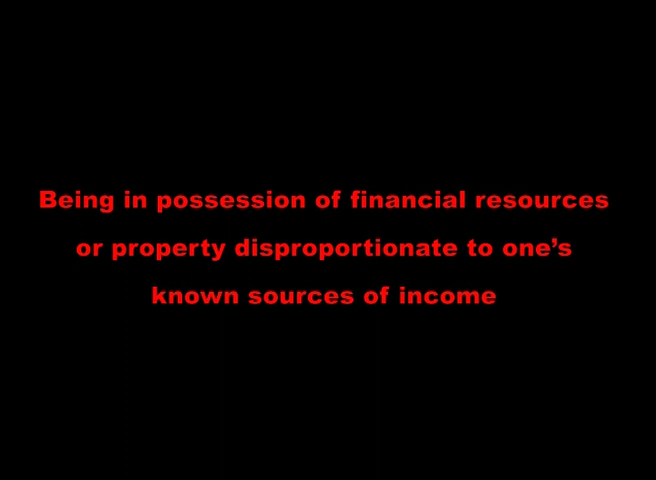 Being in possession of financial resources
or property disproportionate to one’s
known sources of income